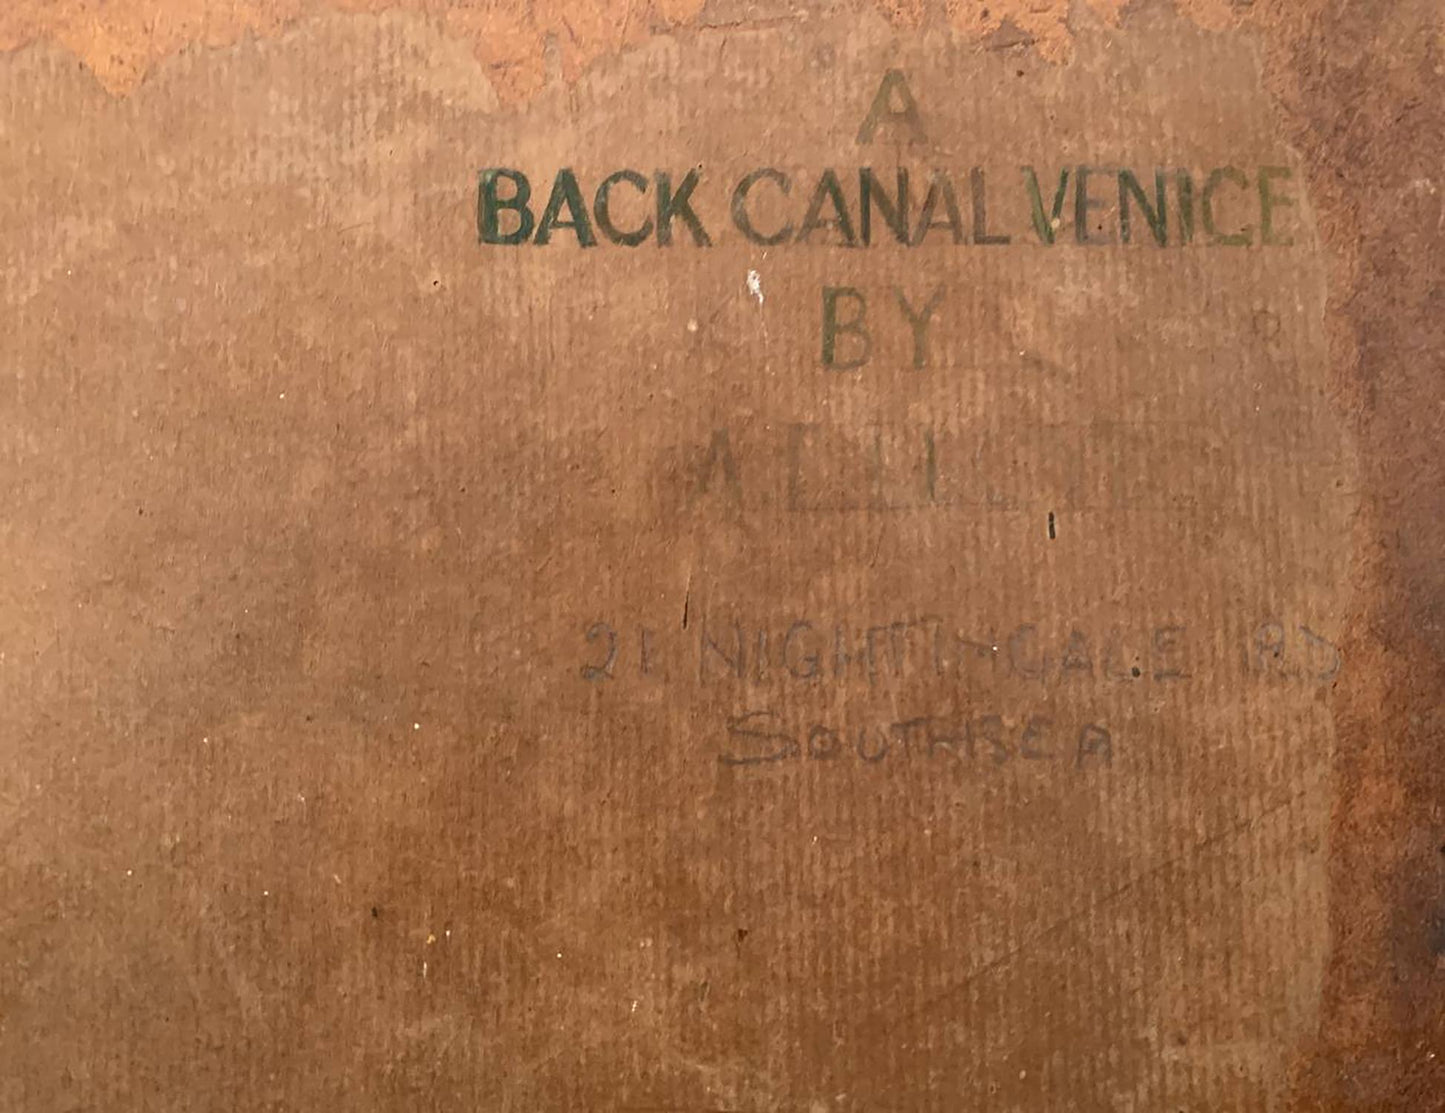 A
BACK CANAL VENICE
BY
21 NIGHTINGALE RD
SOUTHSEA